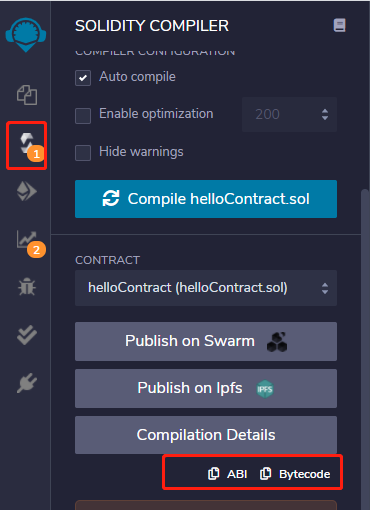 SOLIDITY COMPILER
COMPILER CONFIGURATION
Auto compile
Enable optimization 200
Hide warnings
Compile helloContract.sol
1
2
CONTRACT
helloContract (helloContract.sol)
Publish on Swarm
Publish on Ipfs IPFS
Compilation Details
ABI Bytecode